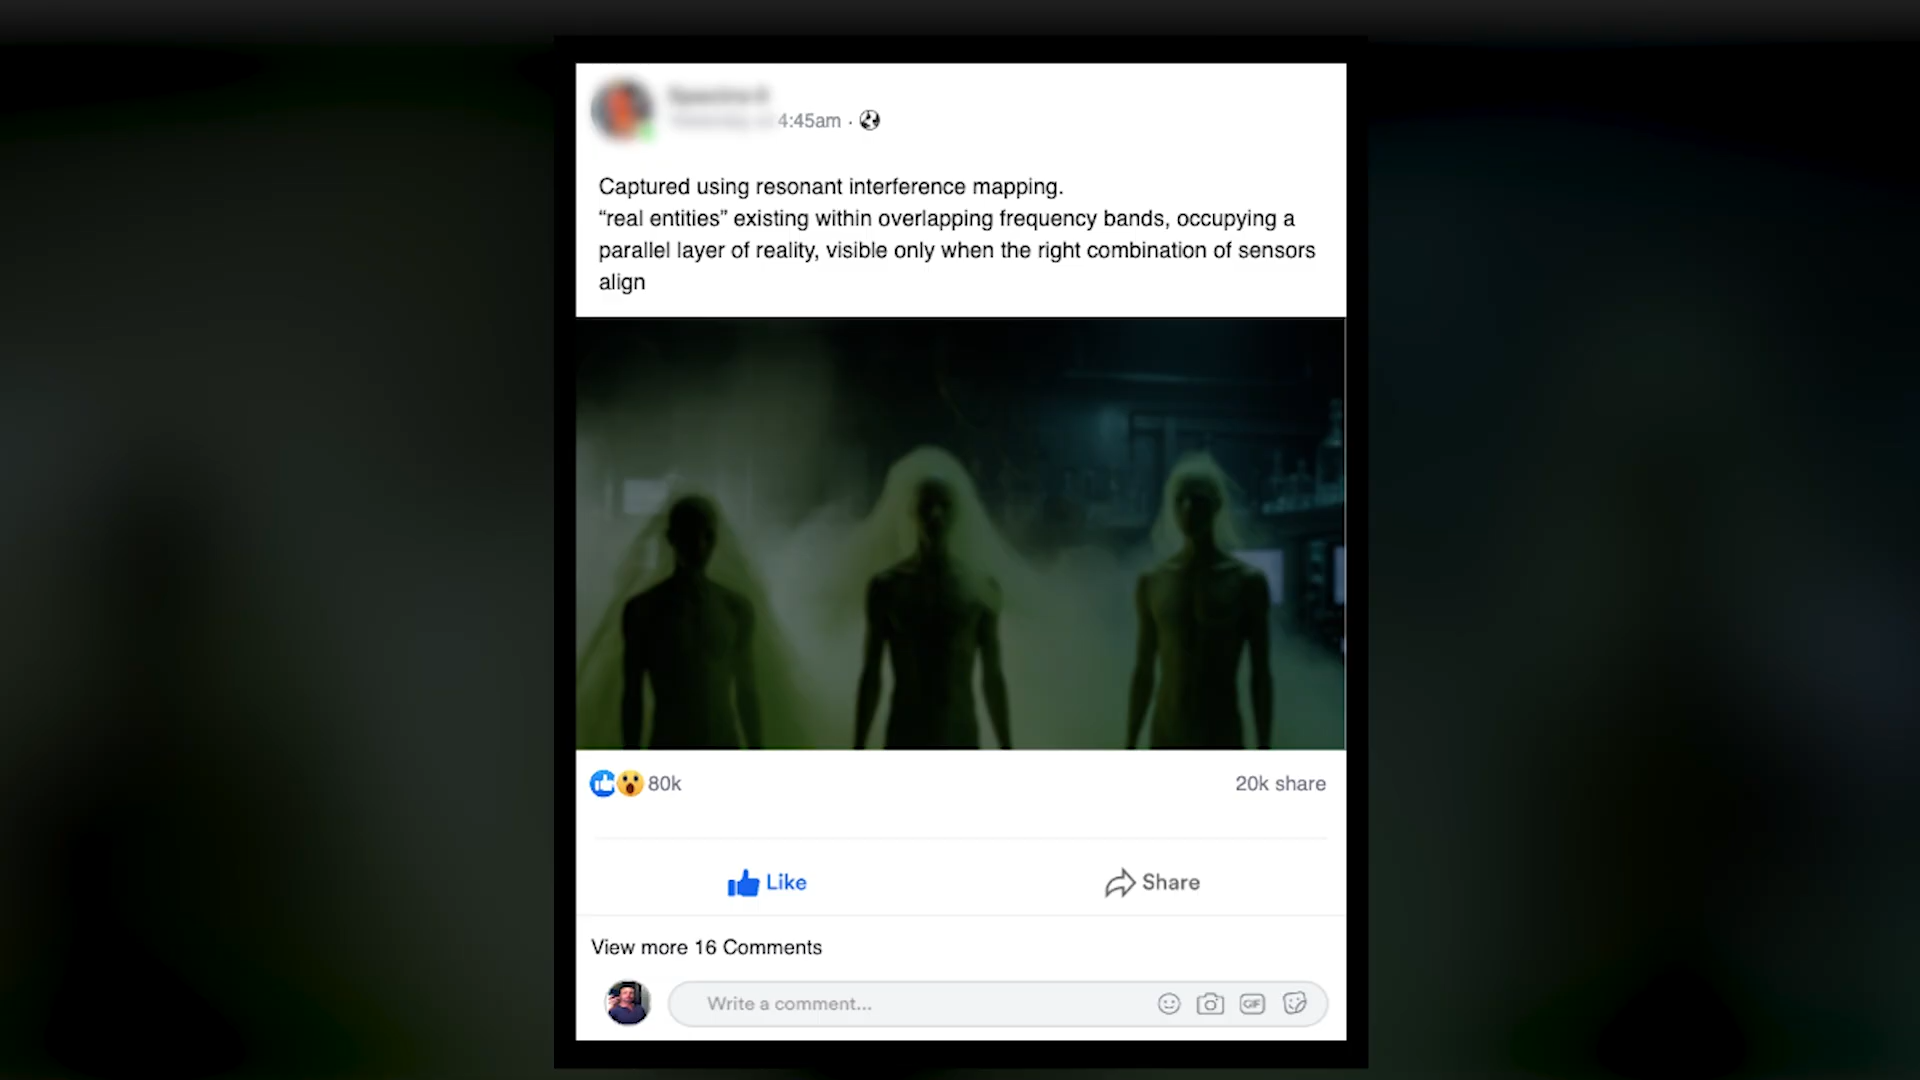 4:45am ·
Captured using resonant interference mapping.
“real entities” existing within overlapping frequency bands, occupying a
parallel layer of reality, visible only when the right combination of sensors
align
80k
20k share
Like
Share
View more 16 Comments
Write a comment...
GIF